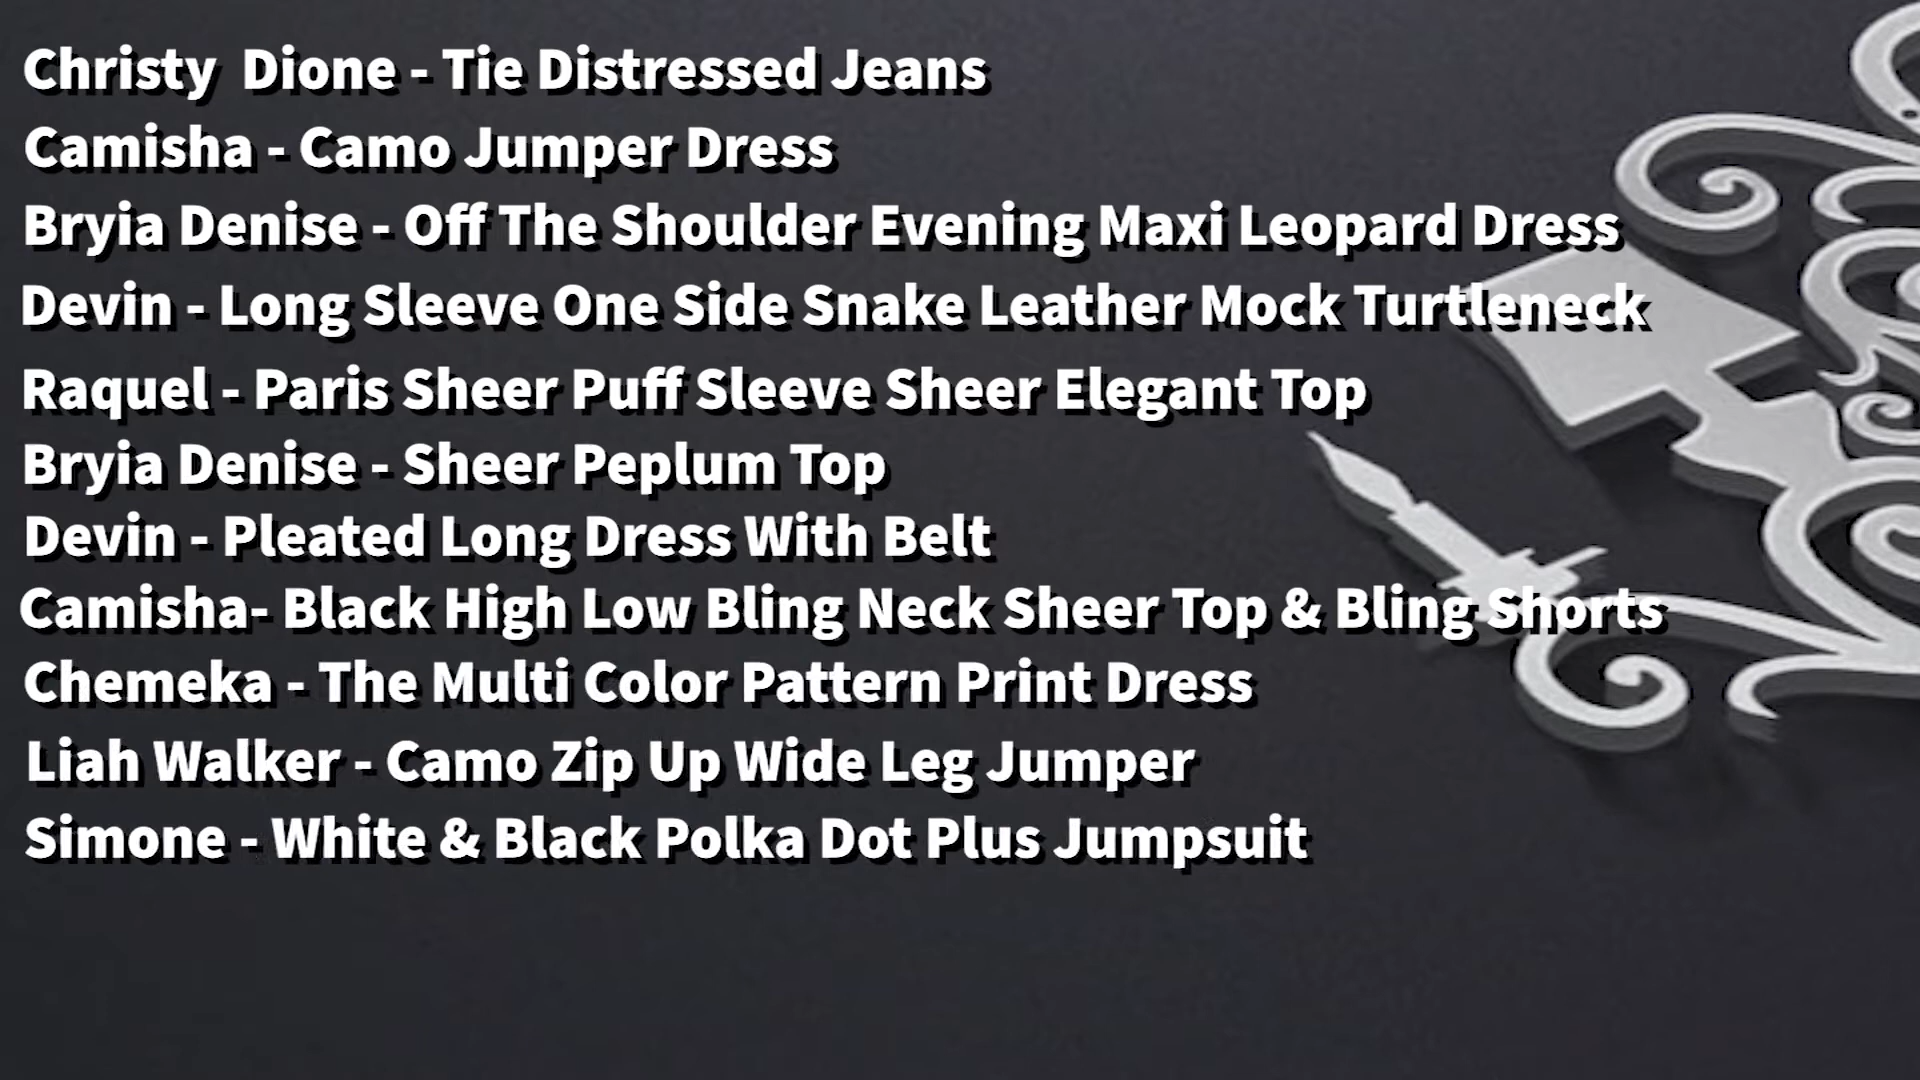 Christy  Dione - Tie Distressed Jeans
Camisha - Camo Jumper Dress
Bryia Denise - Off The Shoulder Evening Maxi Leopard Dress
Devin - Long Sleeve One Side Snake Leather Mock Turtleneck
Raquel - Paris Sheer Puff Sleeve Sheer Elegant Top
Bryia Denise - Sheer Peplum Top
Devin - Pleated Long Dress With Belt
Camisha- Black High Low Bling Neck Sheer Top & Bling Shorts
Chemeka - The Multi Color Pattern Print Dress
Liah Walker - Camo Zip Up Wide Leg Jumper
Simone - White & Black Polka Dot Plus Jumpsuit